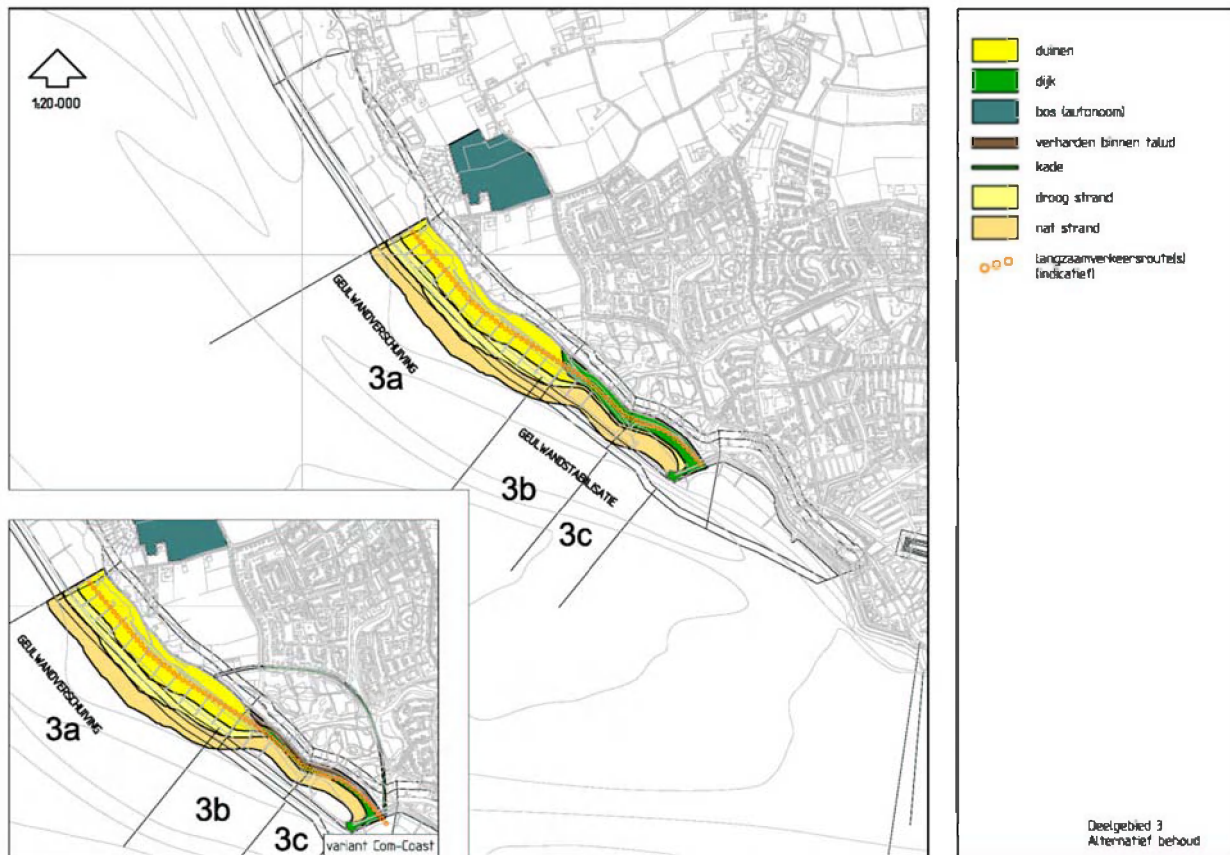 1:20-000
GEULWANDVERSCHUIVING
3a
GEULWANDSTABILISATIE
3b
3c
GEULWANDVERSCHUIVING
3a
3b
3c
variant Com-Coast
duinen
dijk
bos (autonoom)
verharden binnen talud
kade
droog strand
nat strand
langzaamverkeersroute(s)
(indicatief)
Deelgebied 3
Alternatief behoud